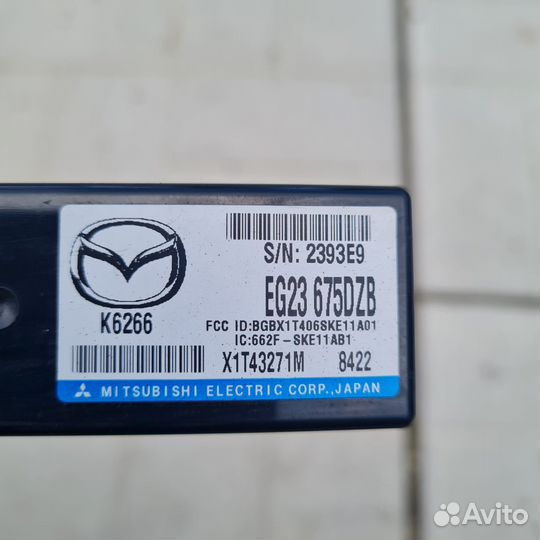 S/N: 2393E9
EG23 675DZB
K6266
FCC ID:BGBX1T406SKE11A01
IC:662F-SKE11AB1
X1T43271M 8422
MITSUBISHI ELECTRIC CORP.,JAPAN
Avito